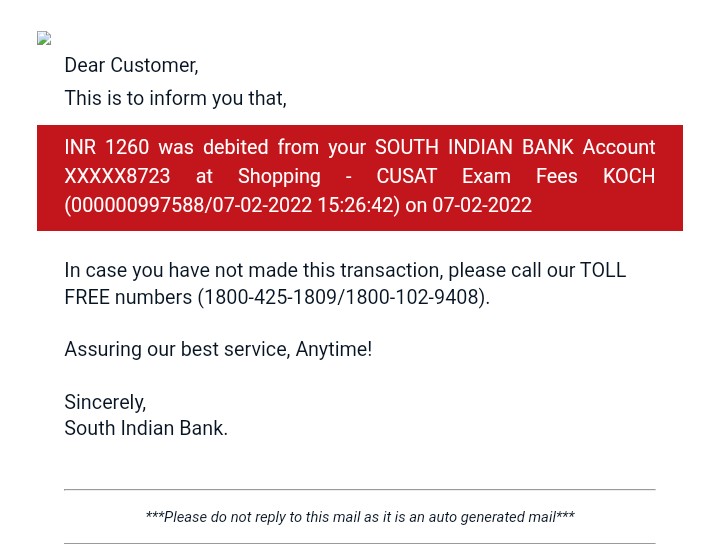 Dear Customer,
This is to inform you that,
INR 1260 was debited from your SOUTH INDIAN BANK Account
XXXXX8723 at Shopping - CUSAT Exam Fees KOCH
(000000997588/07-02-2022 15:26:42) on 07-02-2022
In case you have not made this transaction, please call our TOLL
FREE numbers (1800-425-1809/1800-102-9408).
Assuring our best service, Anytime!
Sincerely,
South Indian Bank.
***Please do not reply to this mail as it is an auto generated mail***